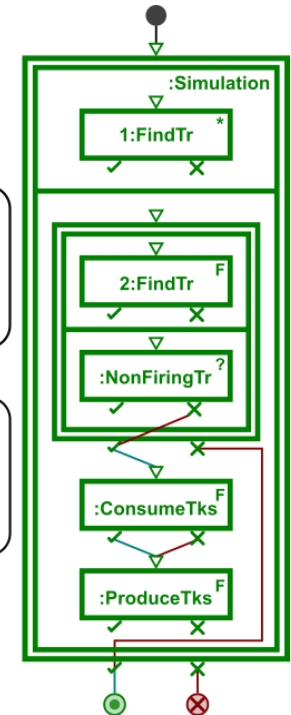 :Simulation
1:FindTr *
2:FindTr F
:NonFiringTr ?
:ConsumeTks F
:ProduceTks F